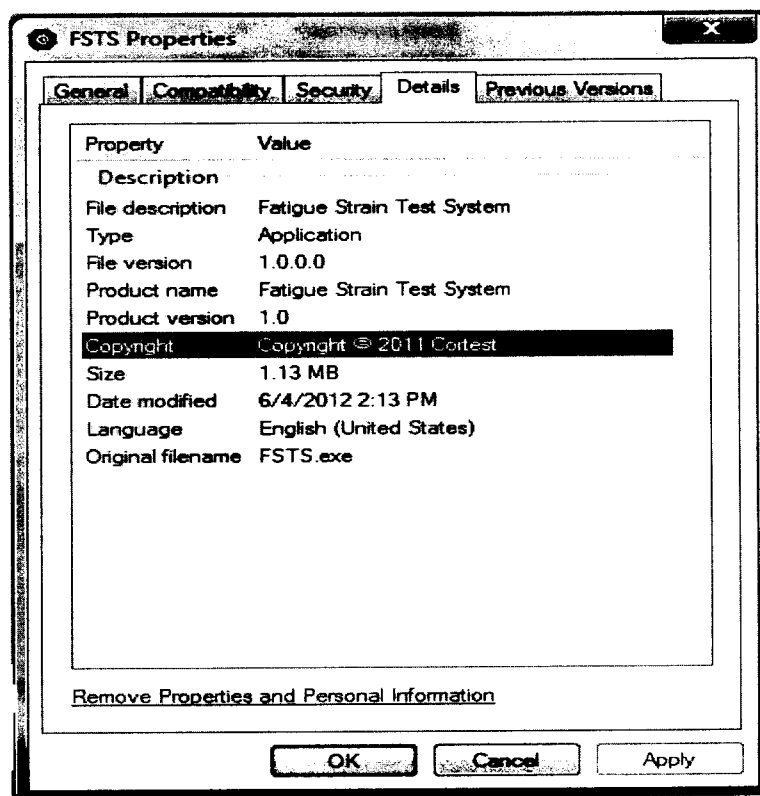 FSTS Properties
General Compatibility Security Details Previous Versions
Property Value
Description
File description Fatigue Strain Test System
Type Application
File version 1.0.0.0
Product name Fatigue Strain Test System
Product version 1.0
Copyright Copyright © 2011 Cortest
Size 1.13 MB
Date modified 6/4/2012 2:13 PM
Language English (United States)
Original filename FSTS.exe
Remove Properties and Personal Information
OK Cancel Apply